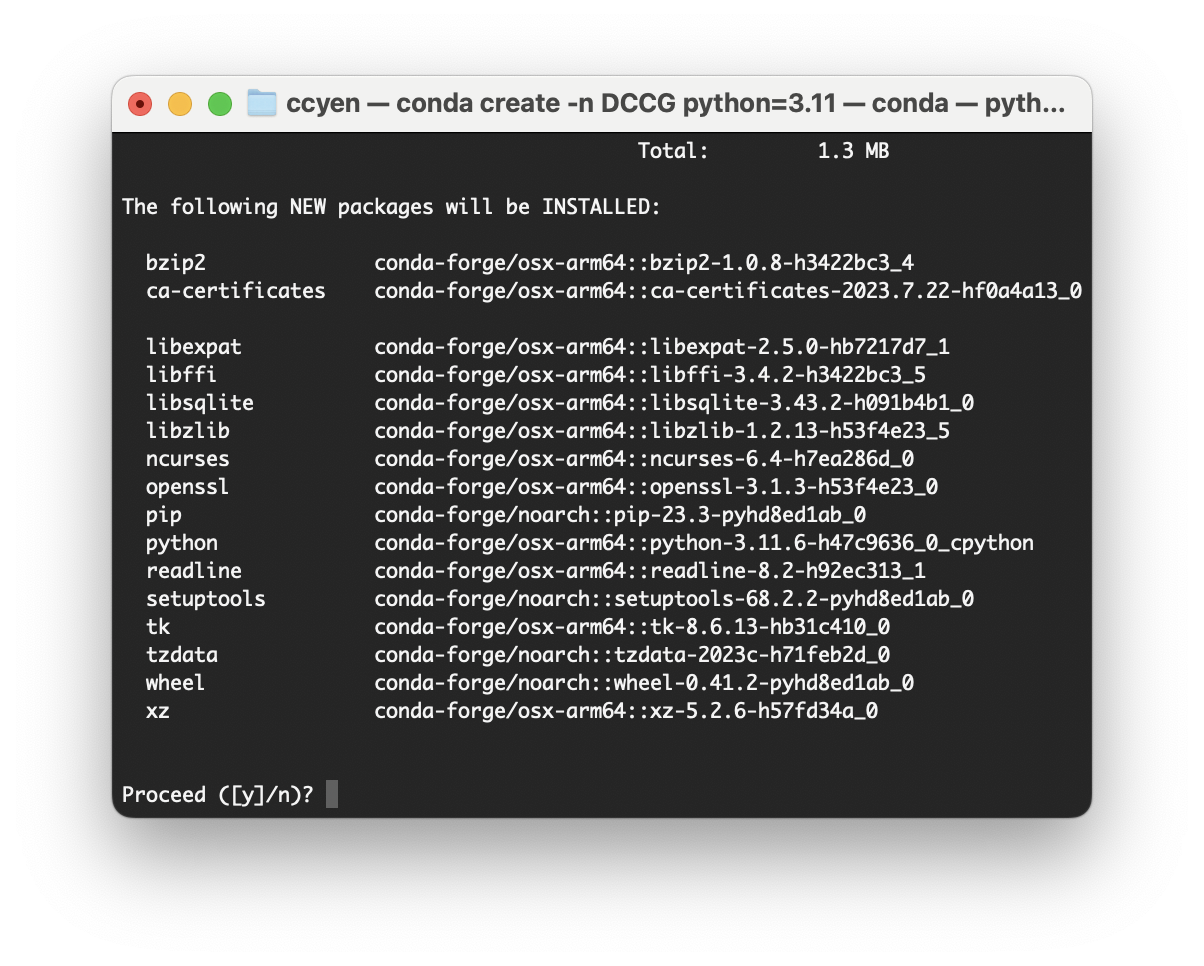 ccyen — conda create -n DCCG python=3.11 — conda — pyth...
Total: 1.3 MB
The following NEW packages will be INSTALLED:
bzip2 conda-forge/osx-arm64::bzip2-1.0.8-h3422bc3_4
ca-certificates conda-forge/osx-arm64::ca-certificates-2023.7.22-hf0a4a13_0
libexpat conda-forge/osx-arm64::libexpat-2.5.0-hb7217d7_1
libffi conda-forge/osx-arm64::libffi-3.4.2-h3422bc3_5
libsqlite conda-forge/osx-arm64::libsqlite-3.43.2-h091b4b1_0
libzlib conda-forge/osx-arm64::libzlib-1.2.13-h53f4e23_5
ncurses conda-forge/osx-arm64::ncurses-6.4-h7ea286d_0
openssl conda-forge/osx-arm64::openssl-3.1.3-h53f4e23_0
pip conda-forge/noarch::pip-23.3-pyhd8ed1ab_0
python conda-forge/osx-arm64::python-3.11.6-h47c9636_0_cpython
readline conda-forge/osx-arm64::readline-8.2-h92ec313_1
setuptools conda-forge/noarch::setuptools-68.2.2-pyhd8ed1ab_0
tk conda-forge/osx-arm64::tk-8.6.13-hb31c410_0
tzdata conda-forge/noarch::tzdata-2023c-h71feb2d_0
wheel conda-forge/noarch::wheel-0.41.2-pyhd8ed1ab_0
xz conda-forge/osx-arm64::xz-5.2.6-h57fd34a_0
Proceed ([y]/n)?